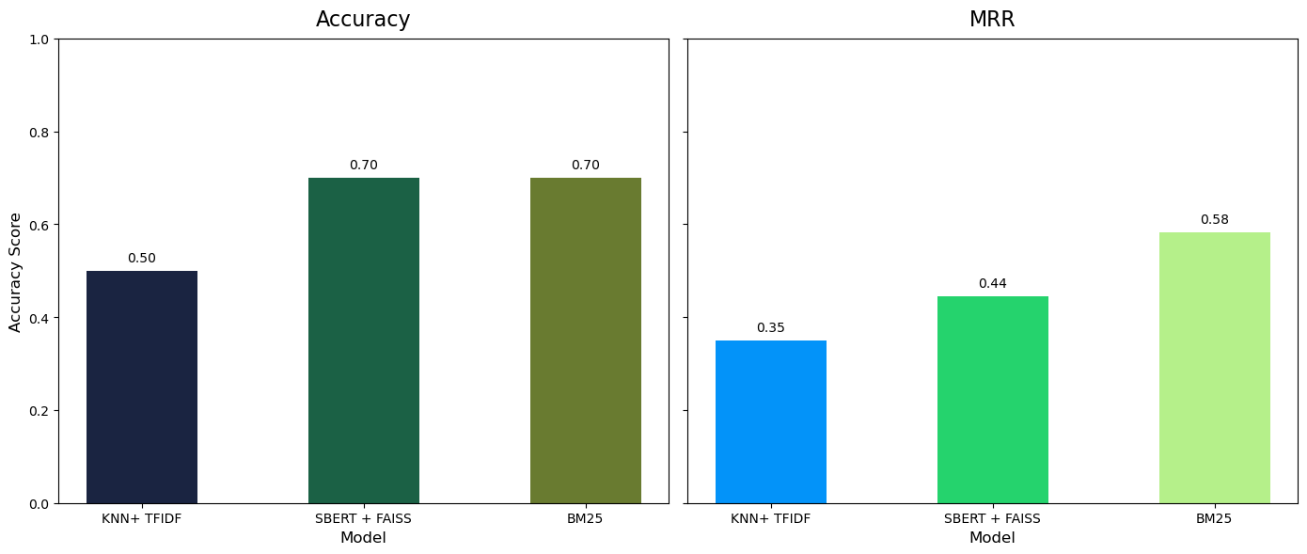 Accuracy
MRR
1.0
0.8
0.6
0.4
0.2
0.0
Accuracy Score
0.50
0.70
0.70
KNN+ TFIDF
SBERT + FAISS
BM25
Model
0.35
0.44
0.58
KNN+ TFIDF
SBERT + FAISS
BM25
Model